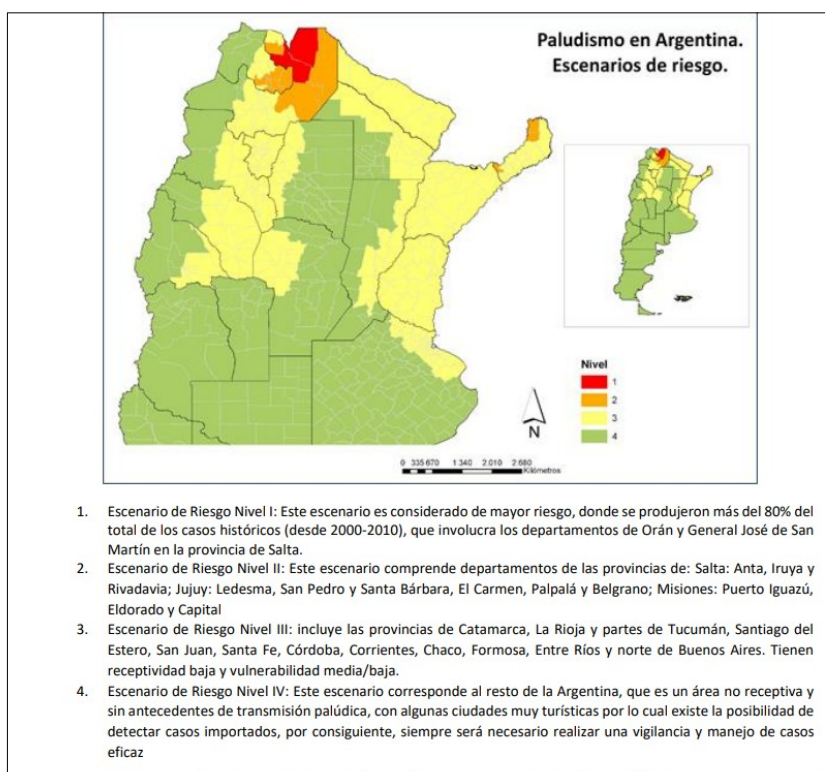 Paludismo en Argentina.
Escenarios de riesgo.
Nivel
1
2
3
4
N
0 335 670 1.340 2.010 2.680
Kilómetros
1. Escenario de Riesgo Nivel I: Este escenario es considerado de mayor riesgo, donde se produjeron más del 80% del
total de los casos históricos (desde 2000-2010), que involucra los departamentos de Orán y General José de San
Martín en la provincia de Salta.
2. Escenario de Riesgo Nivel II: Este escenario comprende departamentos de las provincias de: Salta: Anta, Iruya y
Rivadavia; Jujuy: Ledesma, San Pedro y Santa Bárbara, El Carmen, Palpalá y Belgrano; Misiones: Puerto Iguazú,
Eldorado y Capital
3. Escenario de Riesgo Nivel III: incluye las provincias de Catamarca, La Rioja y partes de Tucumán, Santiago del
Estero, San Juan, Santa Fe, Córdoba, Corrientes, Chaco, Formosa, Entre Ríos y norte de Buenos Aires. Tienen
receptividad baja y vulnerabilidad media/baja.
4. Escenario de Riesgo Nivel IV: Este escenario corresponde al resto de la Argentina, que es un área no receptiva y
sin antecedentes de transmisión palúdica, con algunas ciudades muy turísticas por lo cual existe la posibilidad de
detectar casos importados, por consiguiente, siempre será necesario realizar una vigilancia y manejo de casos
eficaz